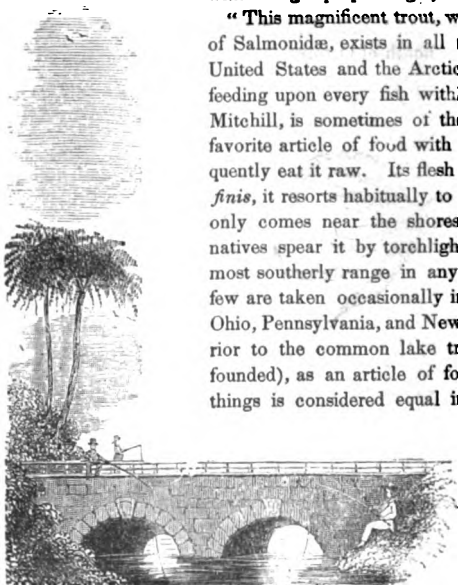 “ This magnificent trout, w
of Salmonidæ, exists in all
United States and the Arctic
feeding upon every fish with
Mitchill, is sometimes of the
favorite article of food with
quently eat it raw. Its flesh
finis, it resorts habitually to
only comes near the shores
natives spear it by torchligh
most southerly range in any
few are taken occasionally in
Ohio, Pennsylvania, and New
rior to the common lake tr
founded), as an article of fo
things is considered equal in